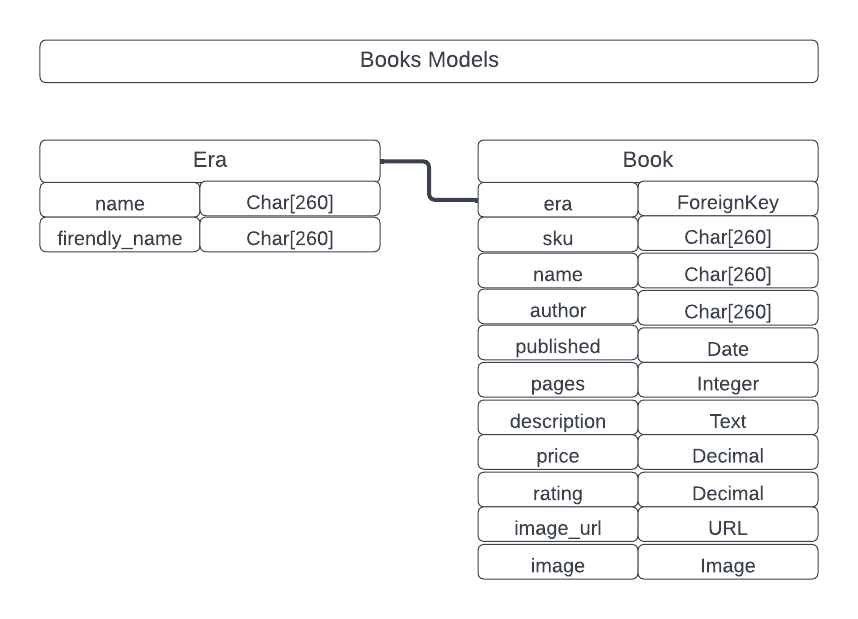 Books Models
Era
name Char[260]
firendly_name Char[260]
Book
era ForeignKey
sku Char[260]
name Char[260]
author Char[260]
published Date
pages Integer
description Text
price Decimal
rating Decimal
image_url URL
image Image